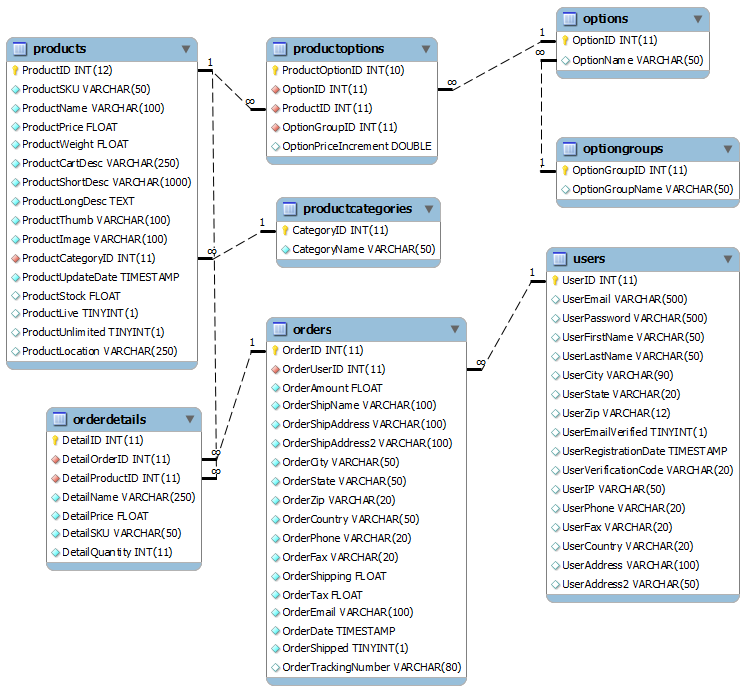 products
ProductID INT(12)
ProductSKU VARCHAR(50)
ProductName VARCHAR(100)
ProductPrice FLOAT
ProductWeight FLOAT
ProductCartDesc VARCHAR(250)
ProductShortDesc VARCHAR(1000)
ProductLongDesc TEXT
ProductThumb VARCHAR(100)
ProductImage VARCHAR(100)
ProductCategoryID INT(11)
ProductUpdateDate TIMESTAMP
ProductStock FLOAT
ProductLive TINYINT(1)
ProductUnlimited TINYINT(1)
ProductLocation VARCHAR(250)
1
∞
productoptions
ProductOptionID INT(10)
OptionID INT(11)
ProductID INT(11)
OptionGroupID INT(11)
OptionPriceIncrement DOUBLE
∞
∞
options
OptionID INT(11)
OptionName VARCHAR(50)
1
∞
optiongroups
OptionGroupID INT(11)
OptionGroupName VARCHAR(50)
1
productcategories
CategoryID INT(11)
CategoryName VARCHAR(50)
1
users
UserID INT(11)
UserEmail VARCHAR(500)
UserPassword VARCHAR(500)
UserFirstName VARCHAR(50)
UserLastName VARCHAR(50)
UserCity VARCHAR(90)
UserState VARCHAR(20)
UserZip VARCHAR(12)
UserEmailVerified TINYINT(1)
UserRegistrationDate TIMESTAMP
UserVerificationCode VARCHAR(20)
UserIP VARCHAR(50)
UserPhone VARCHAR(20)
UserFax VARCHAR(20)
UserCountry VARCHAR(20)
UserAddress VARCHAR(100)
UserAddress2 VARCHAR(50)
1
orders
OrderID INT(11)
OrderUserID INT(11)
OrderAmount FLOAT
OrderShipName VARCHAR(100)
OrderShipAddress VARCHAR(100)
OrderShipAddress2 VARCHAR(100)
OrderCity VARCHAR(50)
OrderState VARCHAR(50)
OrderZip VARCHAR(20)
OrderCountry VARCHAR(50)
OrderPhone VARCHAR(20)
OrderFax VARCHAR(20)
OrderShipping FLOAT
OrderTax FLOAT
OrderEmail VARCHAR(100)
OrderDate TIMESTAMP
OrderShipped TINYINT(1)
OrderTrackingNumber VARCHAR(80)
1
∞
orderdetails
DetailID INT(11)
DetailOrderID INT(11)
DetailProductID INT(11)
DetailName VARCHAR(250)
DetailPrice FLOAT
DetailSKU VARCHAR(50)
DetailQuantity INT(11)
∞
∞